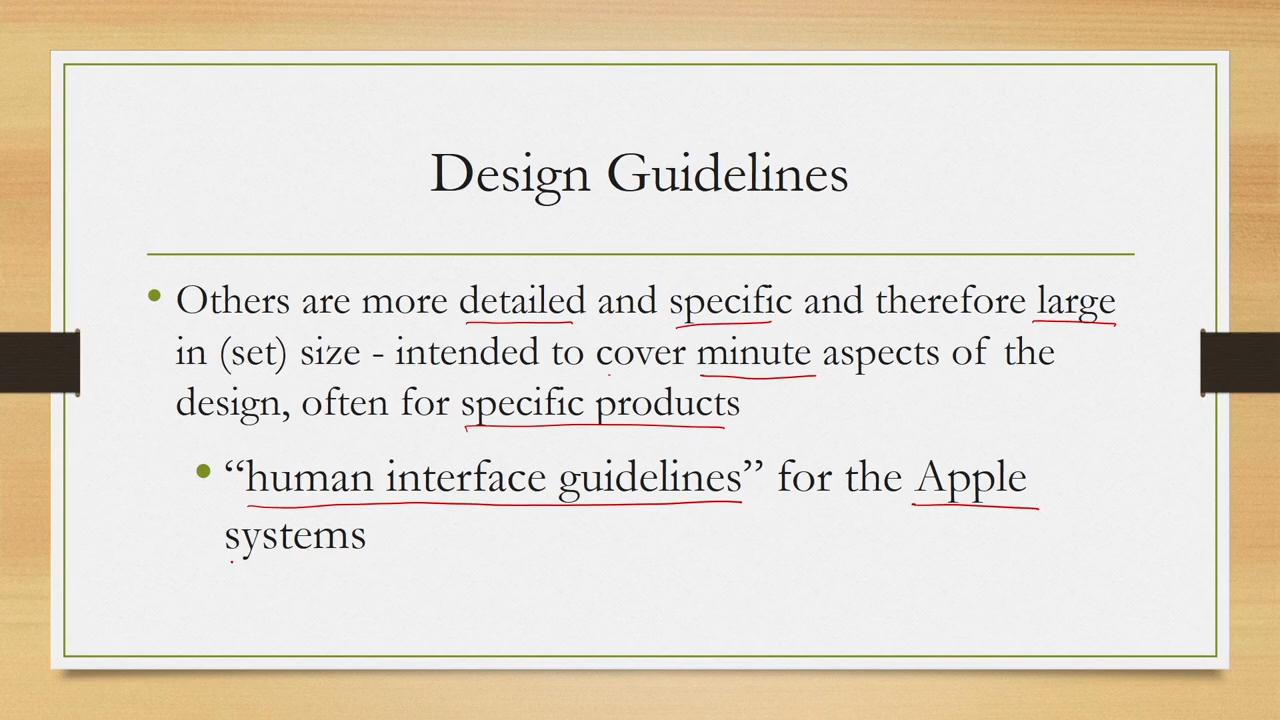 Design Guidelines
Others are more detailed and specific and therefore large
in (set) size - intended to cover minute aspects of the
design, often for specific products
“human interface guidelines” for the Apple
systems